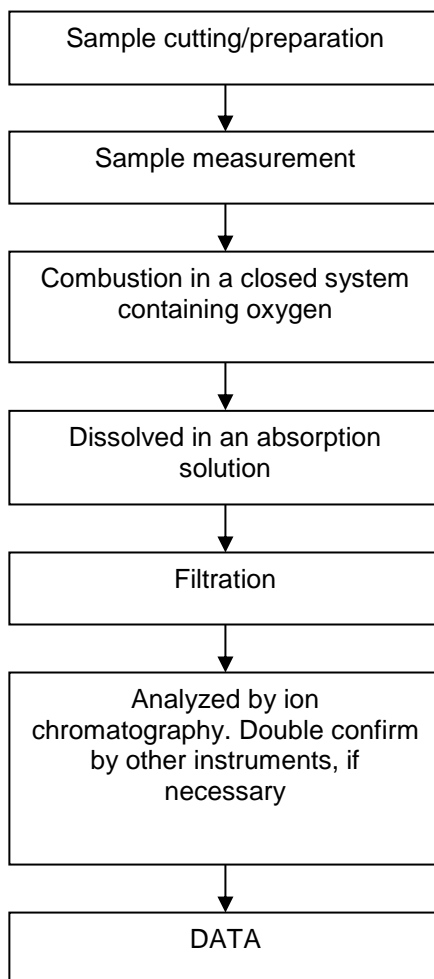 Sample cutting/preparation
Sample measurement
Combustion in a closed system
containing oxygen
Dissolved in an absorption
solution
Filtration
Analyzed by ion
chromatography. Double confirm
by other instruments, if
necessary
DATA